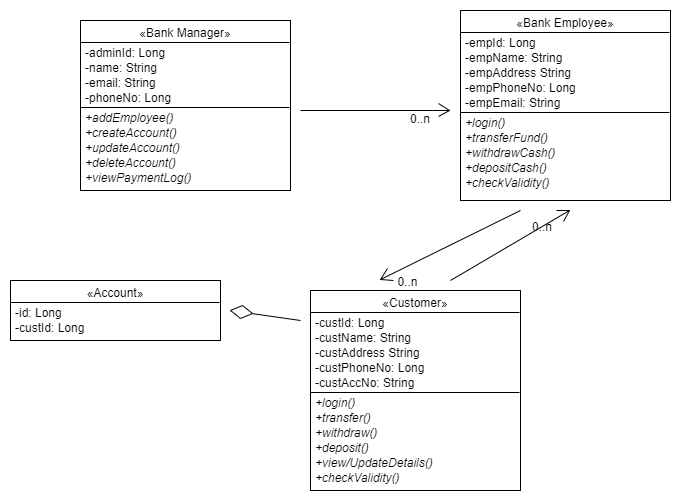 «Bank Manager»
-adminId: Long
-name: String
-email: String
-phoneNo: Long
+addEmployee()
+createAccount()
+updateAccount()
+deleteAccount()
+viewPaymentLog()
0..n
«Bank Employee»
-empId: Long
-empName: String
-empAddress String
-empPhoneNo: Long
-empEmail: String
+login()
+transferFund()
+withdrawCash()
+depositCash()
+checkValidity()
0..n
0..n
«Account»
-id: Long
-custId: Long
«Customer»
-custId: Long
-custName: String
-custAddress String
-custPhoneNo: Long
-custAccNo: String
+login()
+transfer()
+withdraw()
+deposit()
+view/UpdateDetails()
+checkValidity()